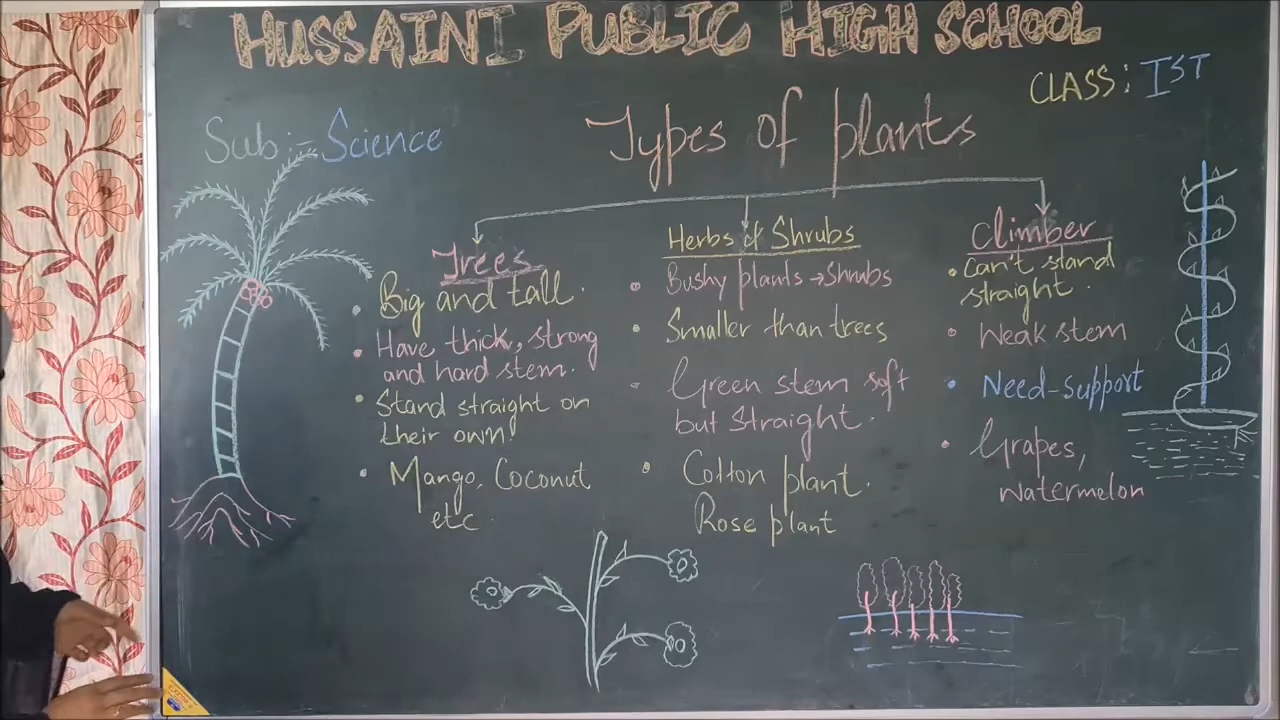 HUSSAINI PUBLIC HIGH SCHOOL
CLASS: IST
Sub:- Science
Types of plants
Trees
• Big and tall.
• Have thick, strong
and hard stem.
• Stand straight on
their own.
• Mango, Coconut
etc.
Herbs & Shrubs
• Bushy plants → Shrubs
• Smaller than trees
• Green stem soft
but straight.
• Cotton plant.
Rose plant
Climber
• Can't stand
straight.
• Weak stem
• Need-support
• Grapes,
watermelon